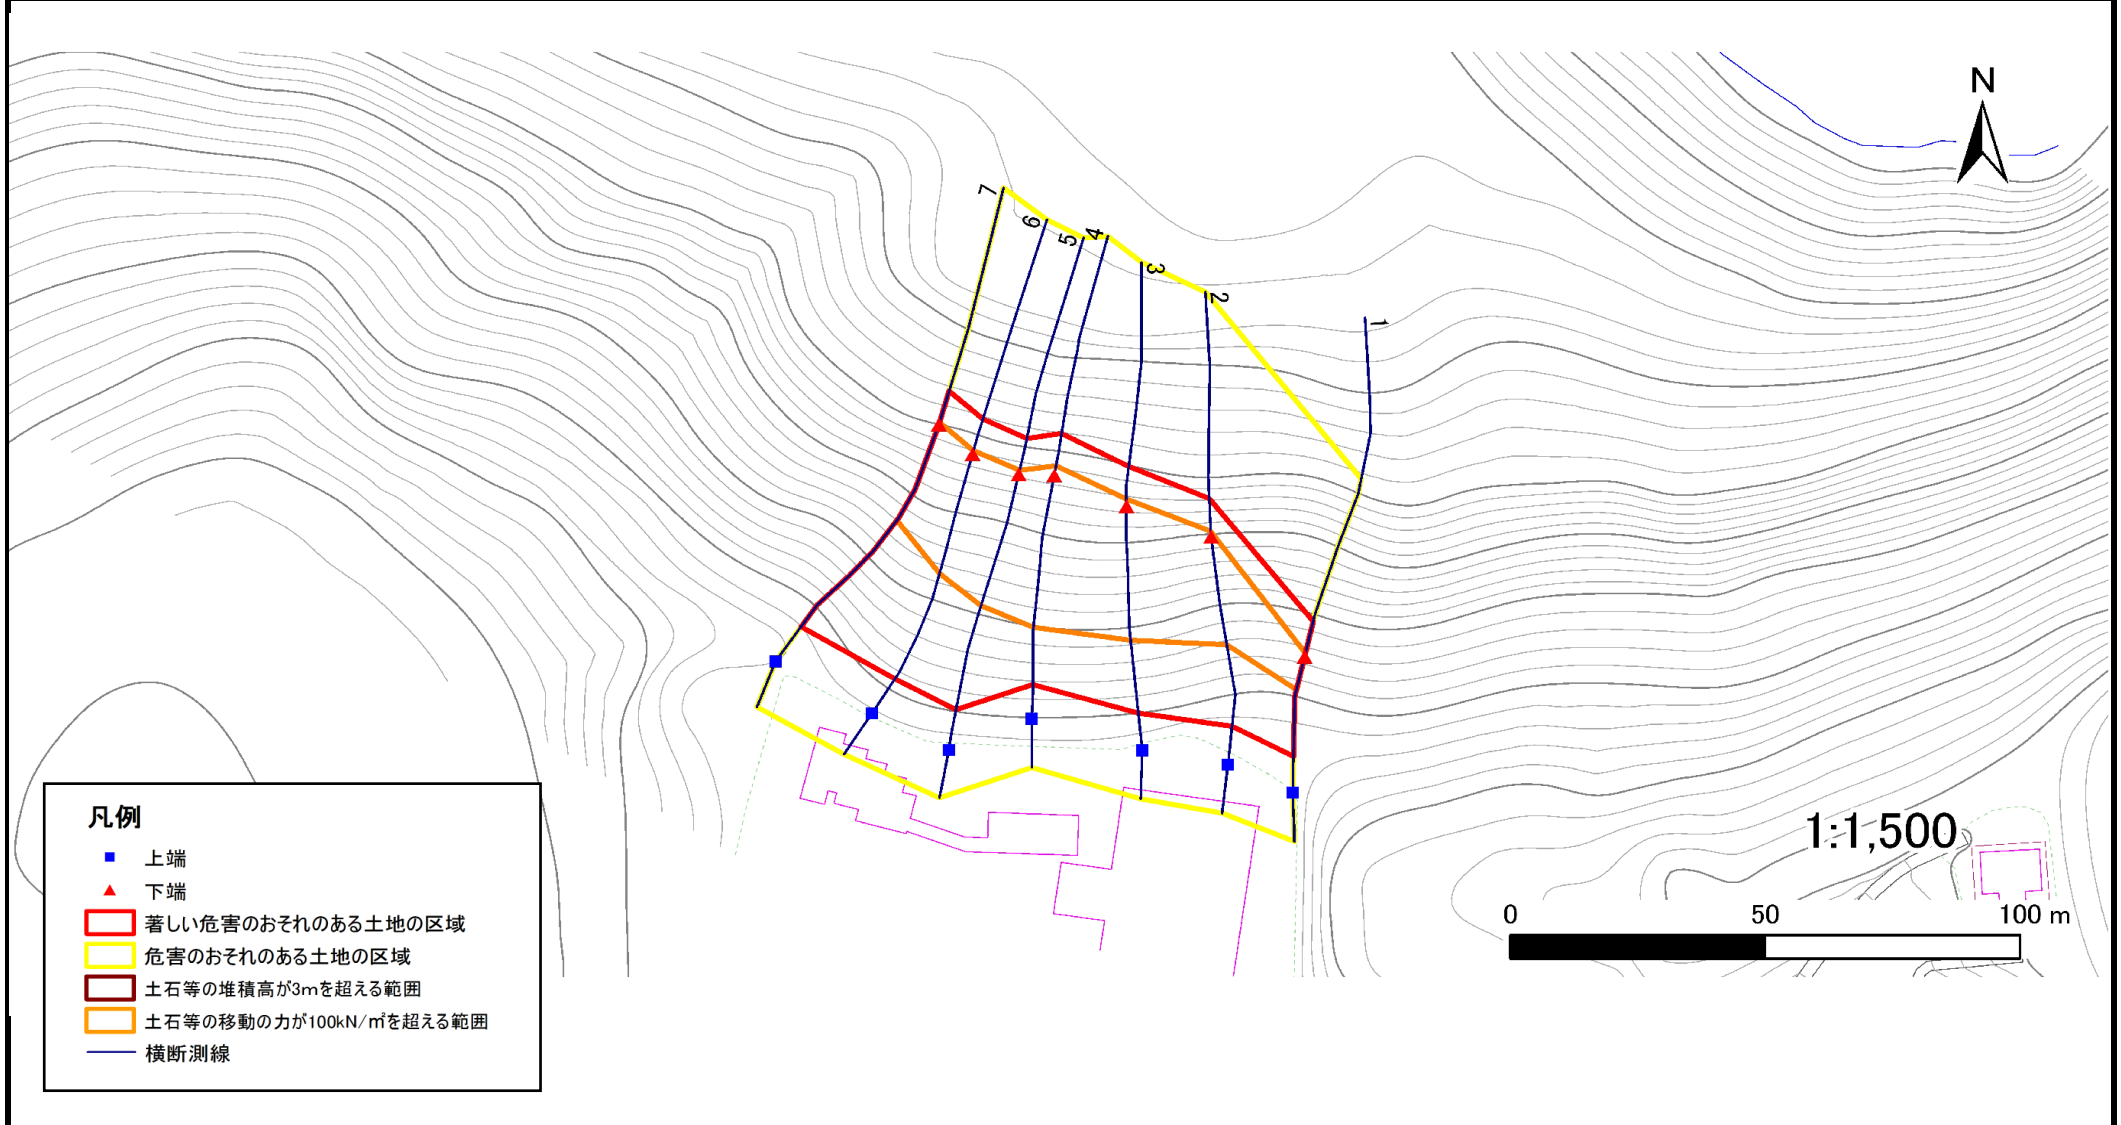 N
7
6
5
4
3
2
1
凡例
上端
下端
著しい危害のおそれのある土地の区域
危害のおそれのある土地の区域
土石等の堆積高が3mを超える範囲
土石等の移動の力が100kN/㎡を超える範囲
横断測線
1:1,500
0 50 100 m